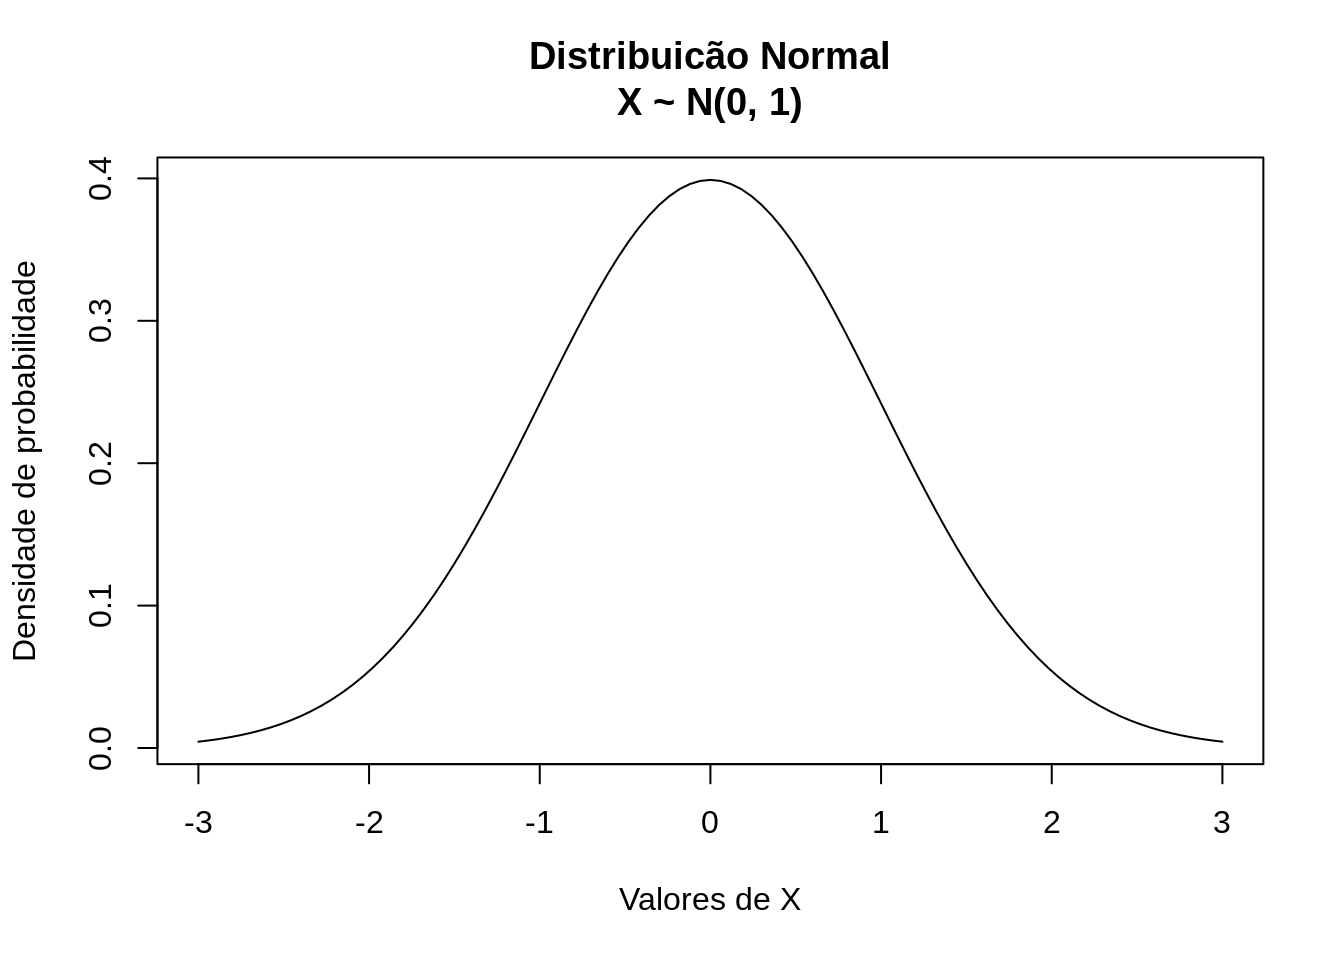 Distribuicão Normal
X ~ N(0, 1)
Densidade de probabilidade
0.4
0.3
0.2
0.1
0.0
-3 -2 -1 0 1 2 3
Valores de X